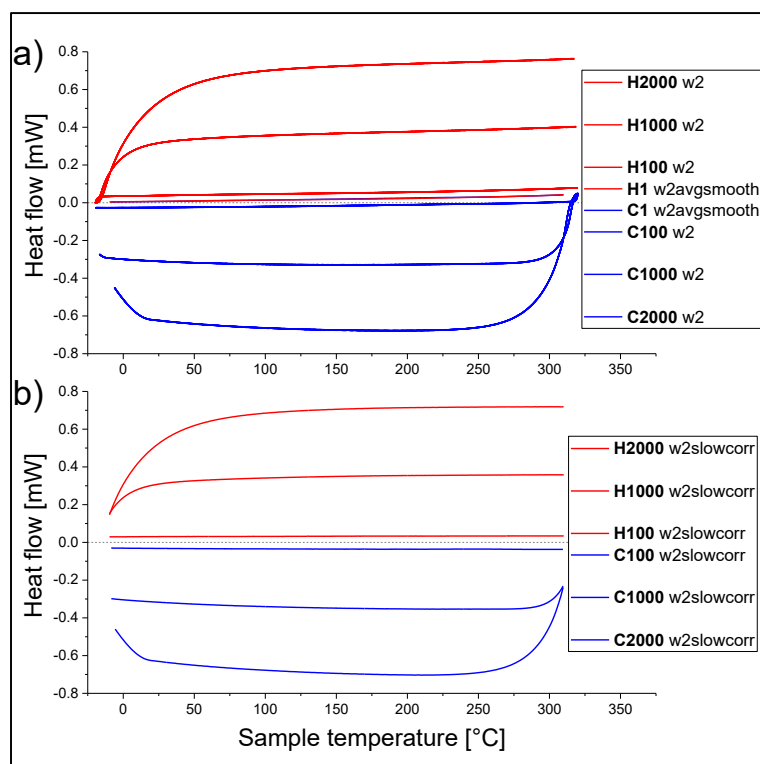 a)
Heat flow [mW]
0.8
0.6
0.4
0.2
0.0
-0.2
-0.4
-0.6
-0.8
0 50 100 150 200 250 300 350
H2000 w2
H1000 w2
H100 w2
H1 w2avgsmooth
C1 w2avgsmooth
C100 w2
C1000 w2
C2000 w2
b)
Heat flow [mW]
0.8
0.6
0.4
0.2
0.0
-0.2
-0.4
-0.6
-0.8
0 50 100 150 200 250 300 350
H2000 w2slowcorr
H1000 w2slowcorr
H100 w2slowcorr
C100 w2slowcorr
C1000 w2slowcorr
C2000 w2slowcorr
Sample temperature [°C]